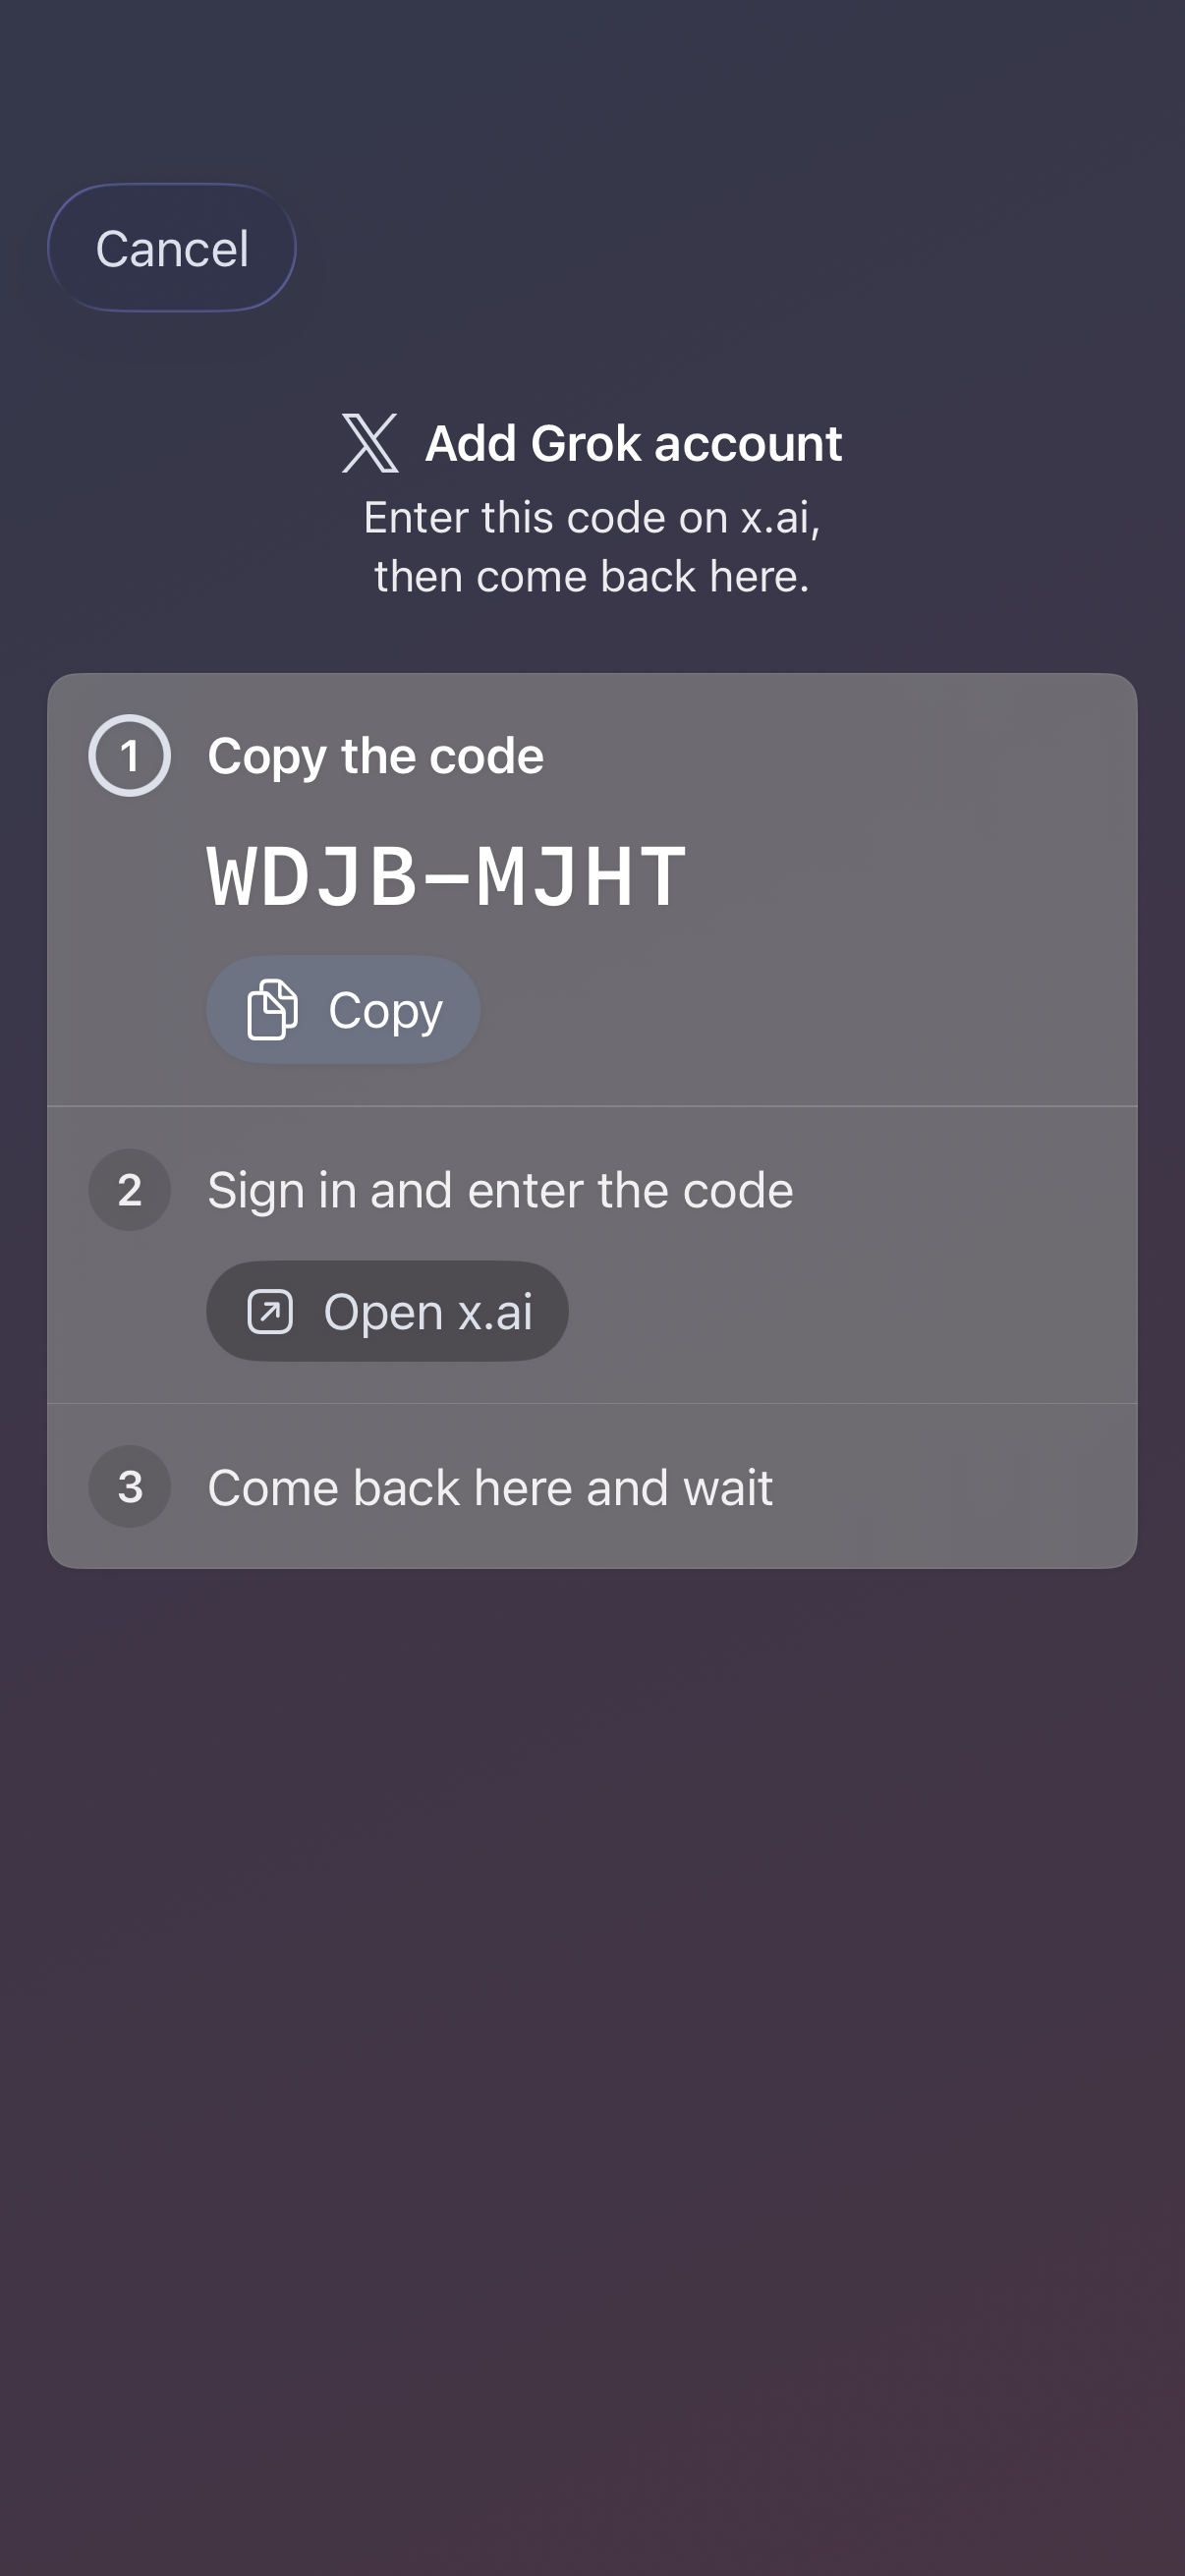 Cancel
Add Grok account
Enter this code on x.ai,
then come back here.
1 Copy the code
WDJB-MJHT
Copy
2 Sign in and enter the code
Open x.ai
3 Come back here and wait